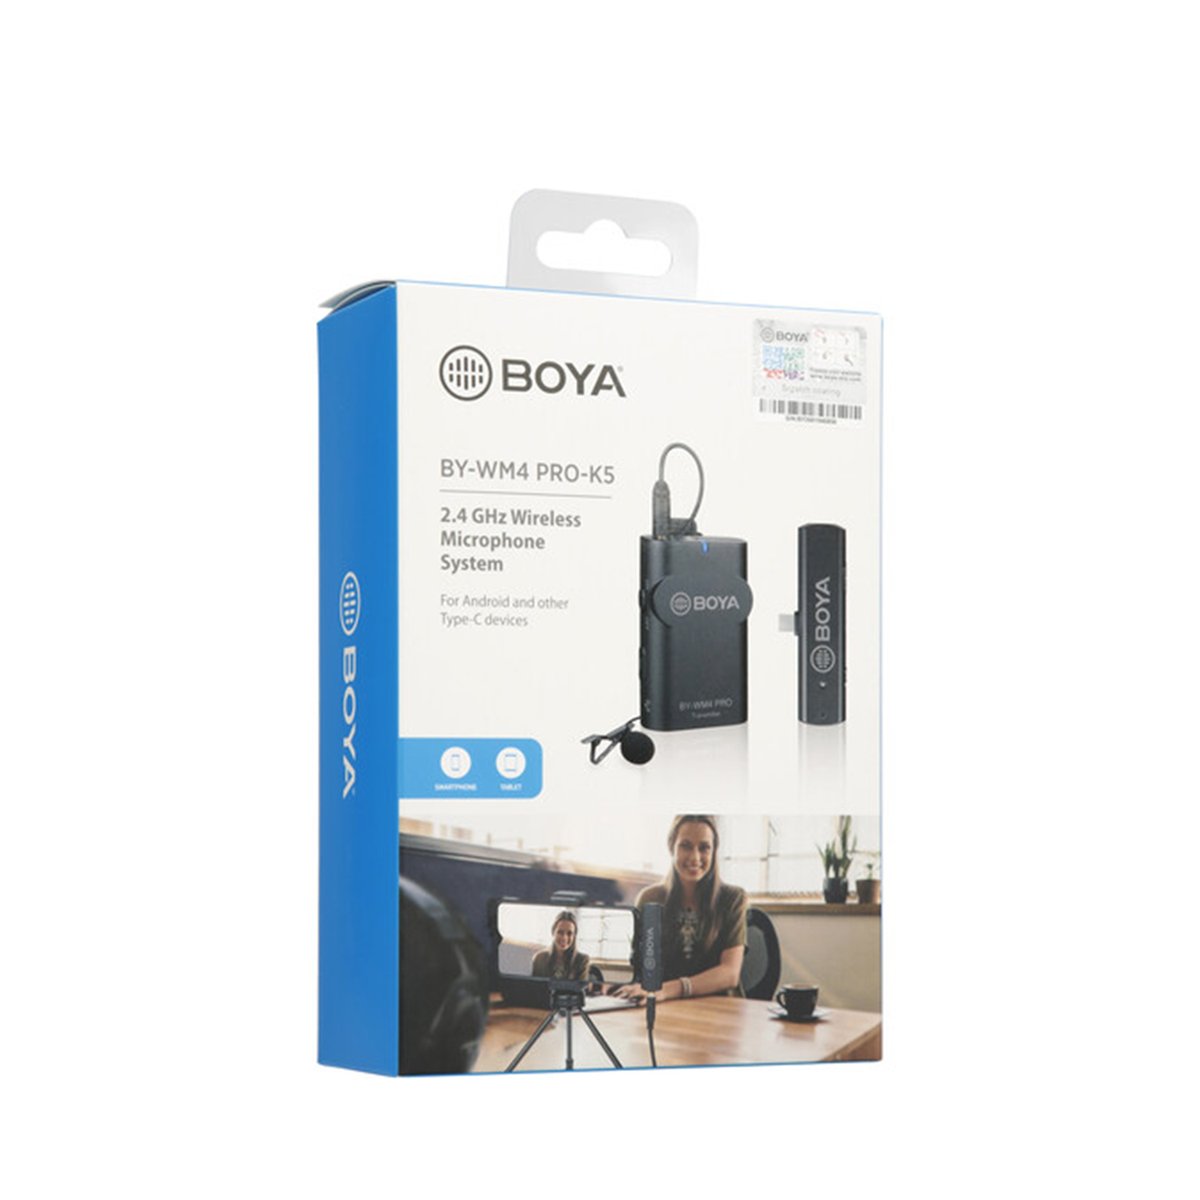 BOYA
BOYA
BY-WM4 PRO-K5
2.4 GHz Wireless
Microphone
System
For Android and other
Type-C devices
BOYA
BY-WM4 PRO
Transmitter
BOYA
SMARTPHONE
TABLET
BOYA
BOYA